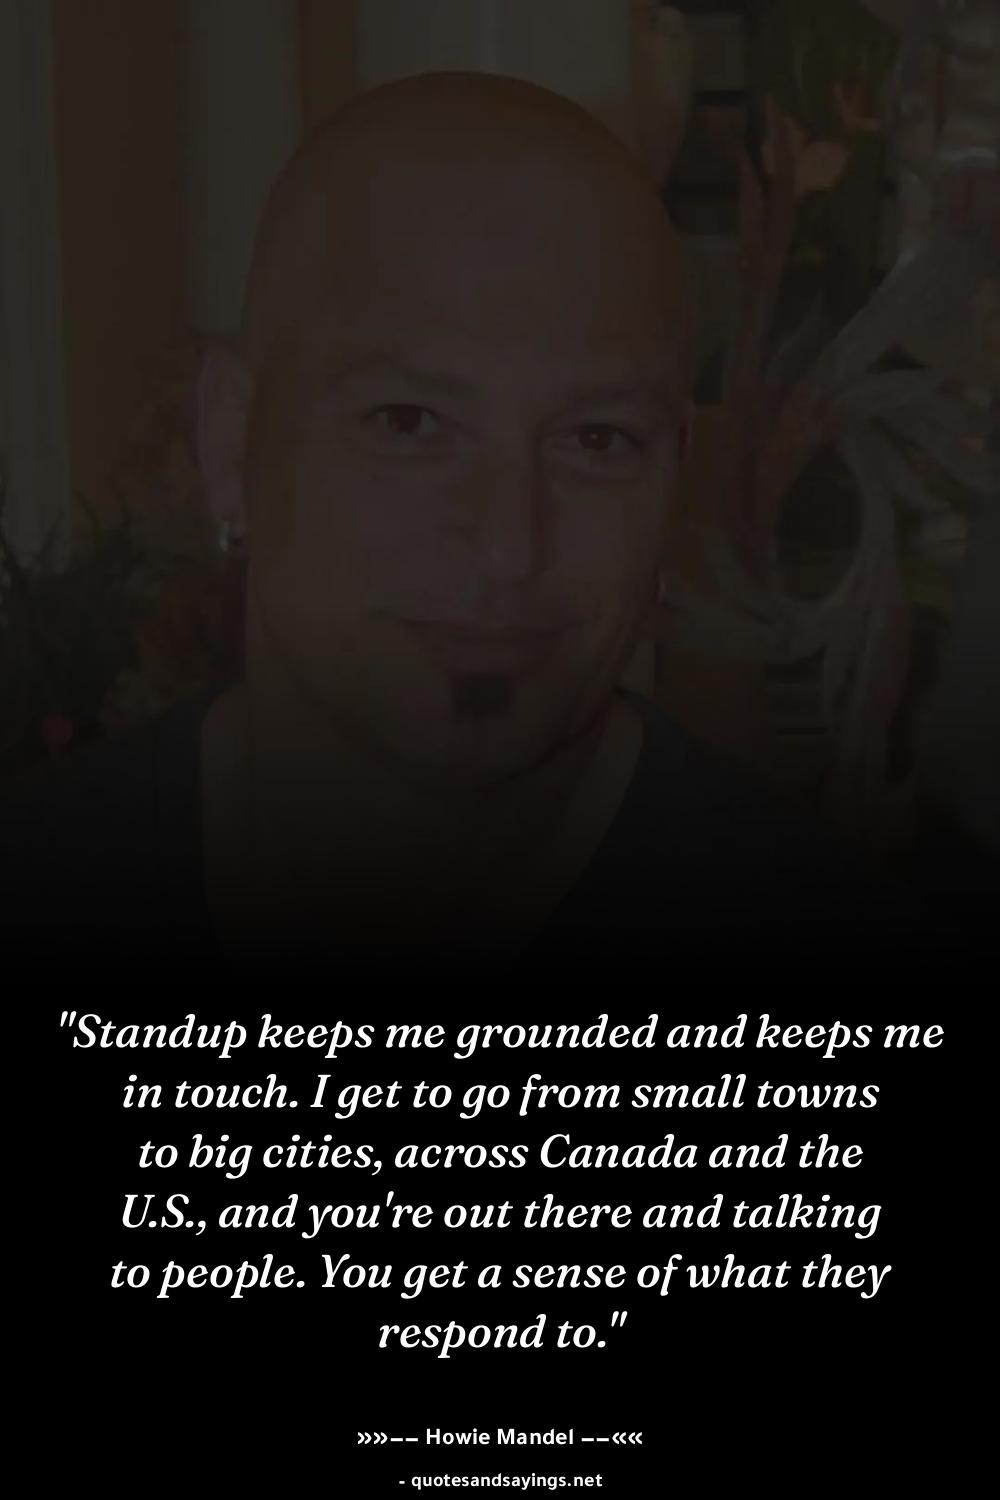 "Standup keeps me grounded and keeps me
in touch. I get to go from small towns
to big cities, across Canada and the
U.S., and you're out there and talking
to people. You get a sense of what they
respond to."
»»–– Howie Mandel ––««
- quotesandsayings.net